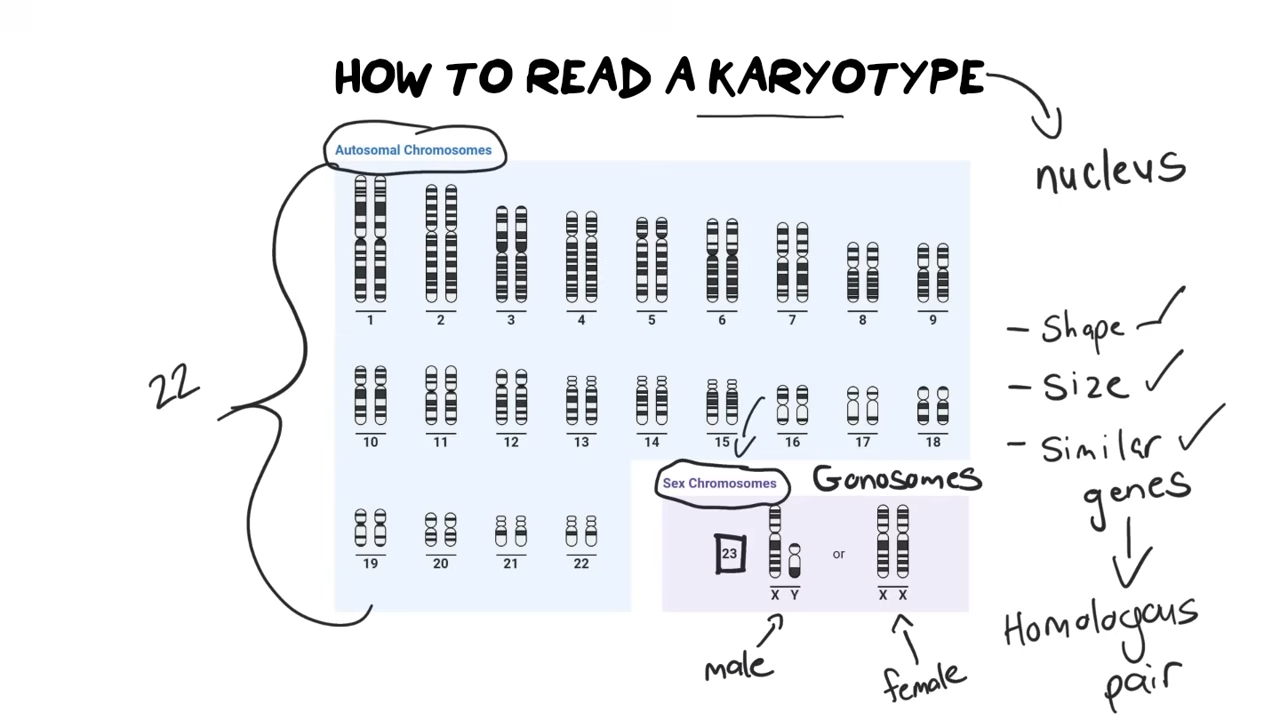 HOW TO READ A KARYOTYPE
nucleus
Autosomal Chromosomes
1 2 3 4 5 6 7 8 9
22
10 11 12 13 14 15 16 17 18
19 20 21 22
Sex Chromosomes
Gonosomes
23
or
X Y
X X
male
female
- Shape
- Size
- Similar
genes
Homologous
pair